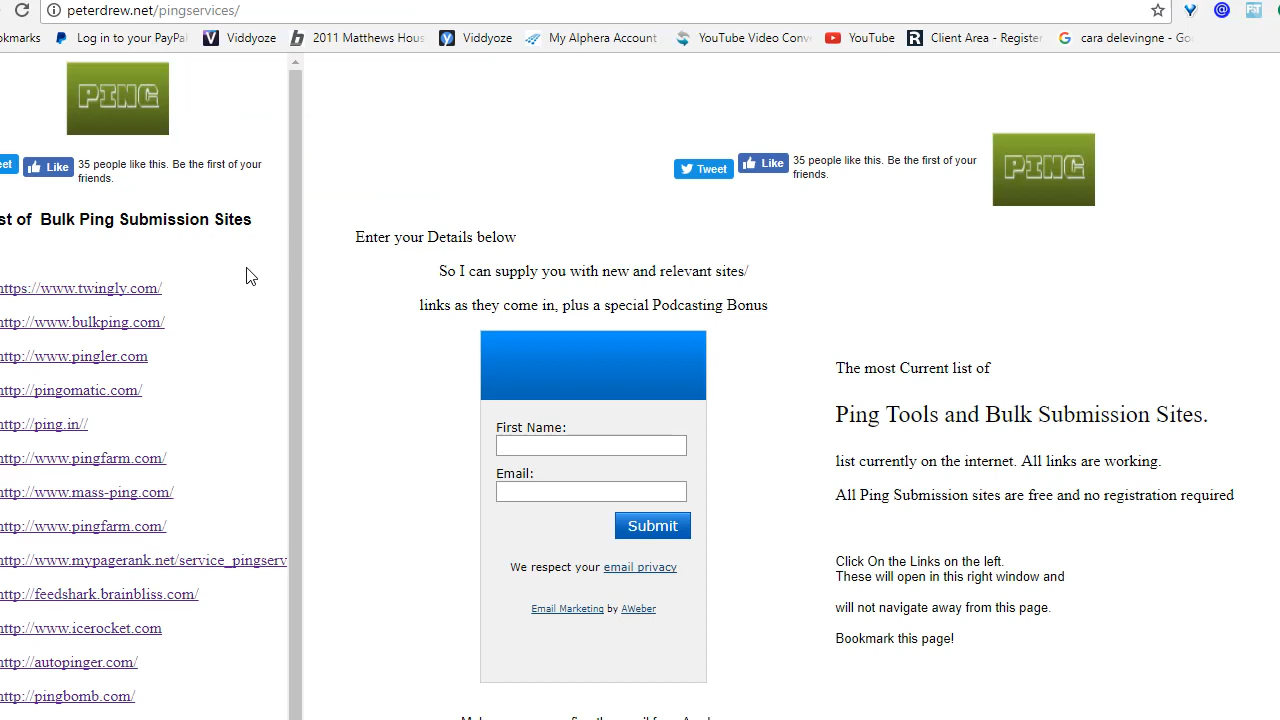 peterdrew.net/pingservices/
okmarks
Log in to your PayPal
Viddyoze
2011 Matthews Hous
Viddyoze
My Alphera Account
YouTube Video Conv
YouTube
Client Area - Register
cara delevingne - Go
PING
eet
Like
35 people like this. Be the first of your
friends.
st of Bulk Ping Submission Sites
https://www.twingly.com/
http://www.bulkping.com/
http://www.pingler.com
http://pingomatic.com/
http://ping.in//
http://www.pingfarm.com/
http://www.mass-ping.com/
http://www.pingfarm.com/
http://www.mypagerank.net/service_pingserv
http://feedshark.brainbliss.com/
http://www.icerocket.com
http://autopinger.com/
http://pingbomb.com/
Tweet
Like
35 people like this. Be the first of your
friends.
PING
Enter your Details below
So I can supply you with new and relevant sites/
links as they come in, plus a special Podcasting Bonus
First Name:
Email:
Submit
We respect your email privacy
Email Marketing by AWeber
The most Current list of
Ping Tools and Bulk Submission Sites.
list currently on the internet. All links are working.
All Ping Submission sites are free and no registration required
Click On the Links on the left.
These will open in this right window and
will not navigate away from this page.
Bookmark this page!